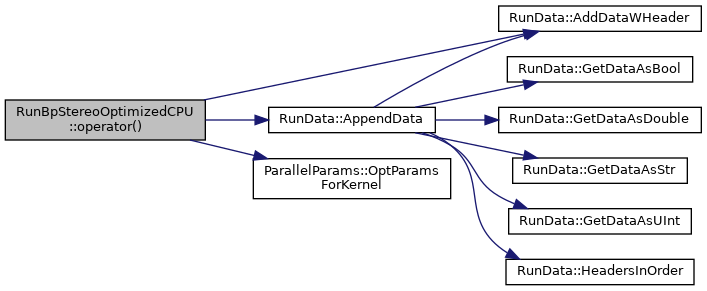 RunBpStereoOptimizedCPU
::operator()
RunData::AppendData
ParallelParams::OptParams
ForKernel
RunData::AddDataWHeader
RunData::GetDataAsBool
RunData::GetDataAsDouble
RunData::GetDataAsStr
RunData::GetDataAsUInt
RunData::HeadersInOrder